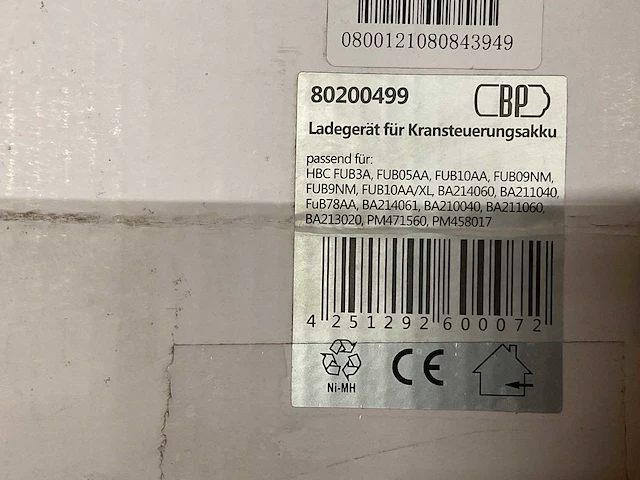 0800121080843949
80200499
BP
Ladegerät für Kransteuerungsakku
passend für:
HBC FUB3A, FUB05AA, FUB10AA, FUB09NM,
FUB9NM, FUB10AA/XL, BA214060, BA211040,
FuB78AA, BA214061, BA210040, BA211060,
BA213020, PM471560, PM458017
4 251292 600072
Ni-MH
CE